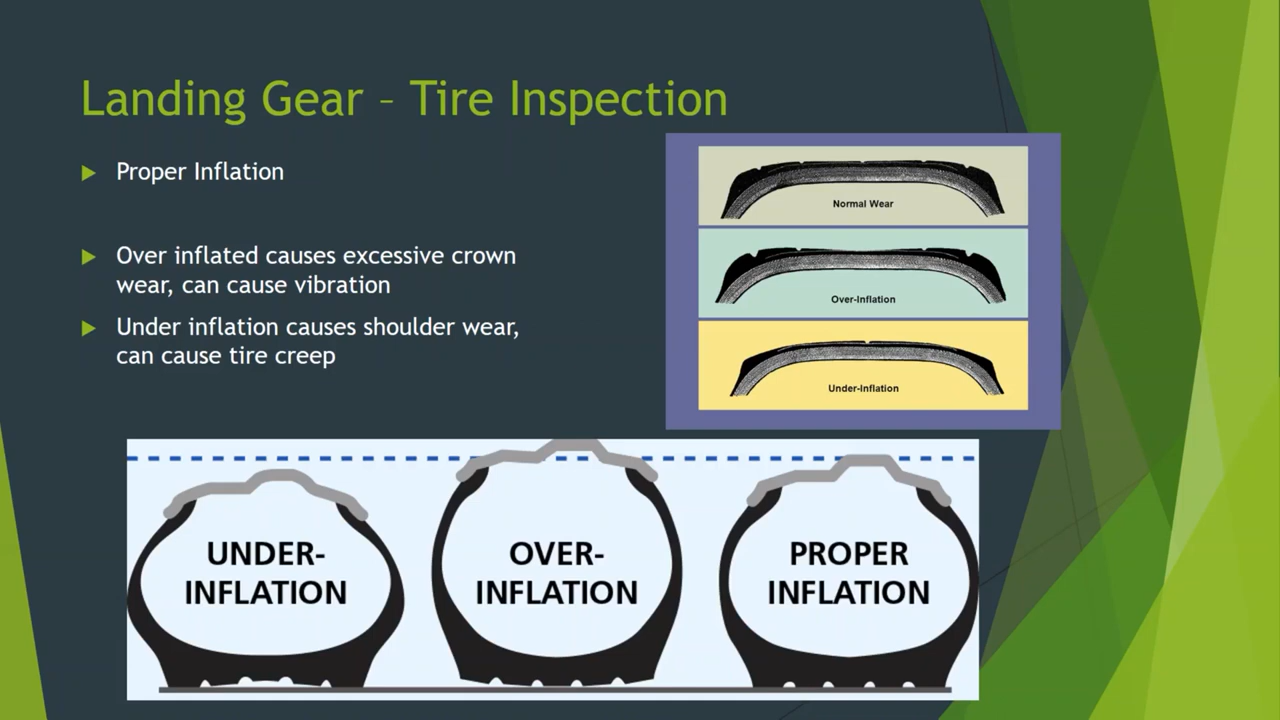 Landing Gear – Tire Inspection
Proper Inflation
Over inflated causes excessive crown
wear, can cause vibration
Under inflation causes shoulder wear,
can cause tire creep
Normal Wear
Over-Inflation
Under-Inflation
UNDER-
INFLATION
OVER-
INFLATION
PROPER
INFLATION